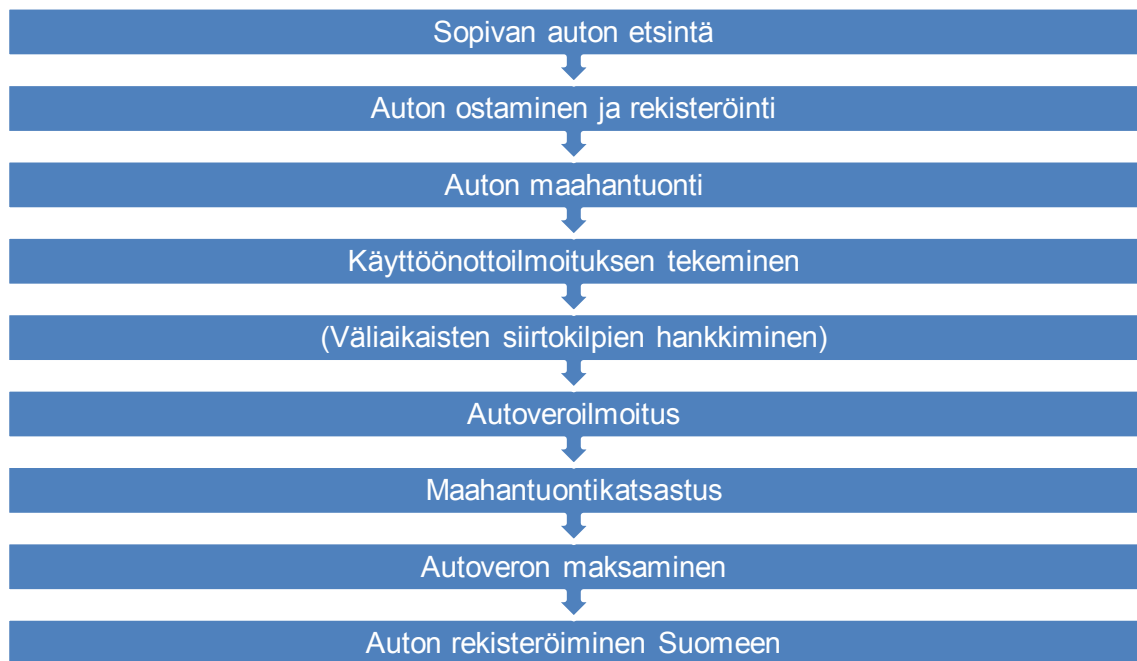 Sopivan auton etsintä
Auton ostaminen ja rekisteröinti
Auton maahantuonti
Käyttöönottoilmoituksen tekeminen
(Väliaikaisten siirtokilpien hankkiminen)
Autoveroilmoitus
Maahantuontikatsastus
Autoveron maksaminen
Auton rekisteröiminen Suomeen